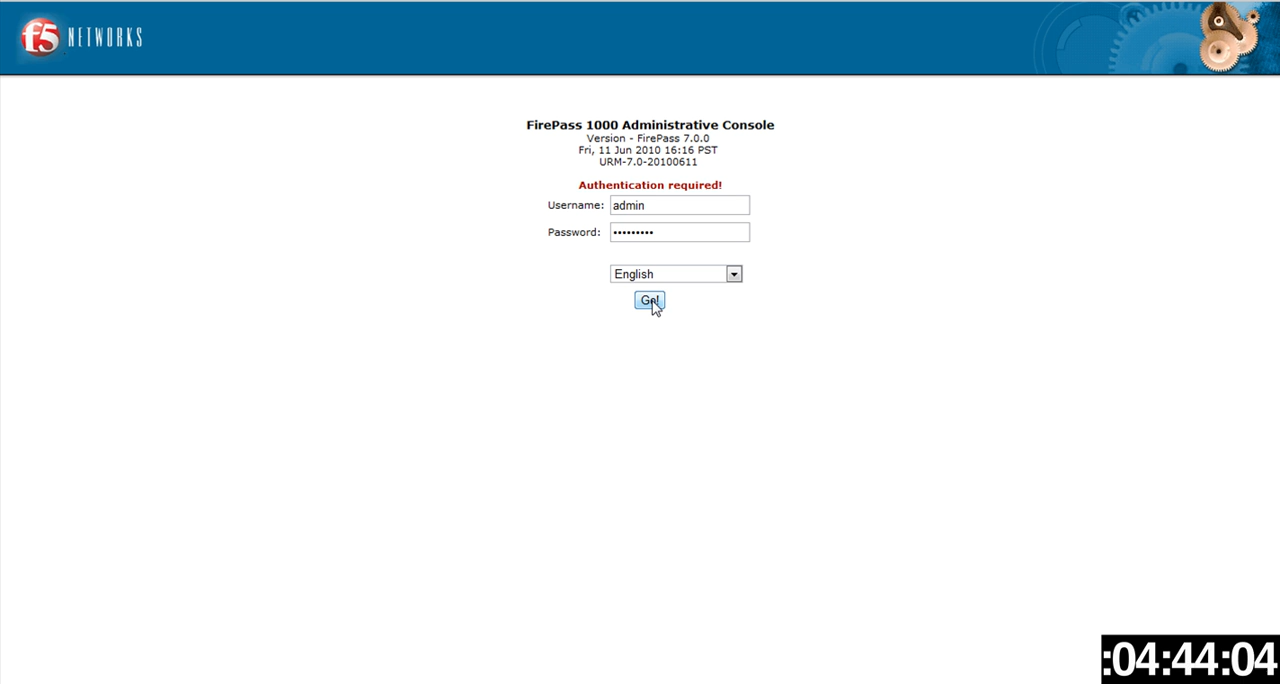 f5 NETWORKS
FirePass 1000 Administrative Console
Version - FirePass 7.0.0
Fri, 11 Jun 2010 16:16 PST
URM-7.0-20100611
Authentication required!
Username: admin
Password: •••••••••
English
Go!
:04:44:04